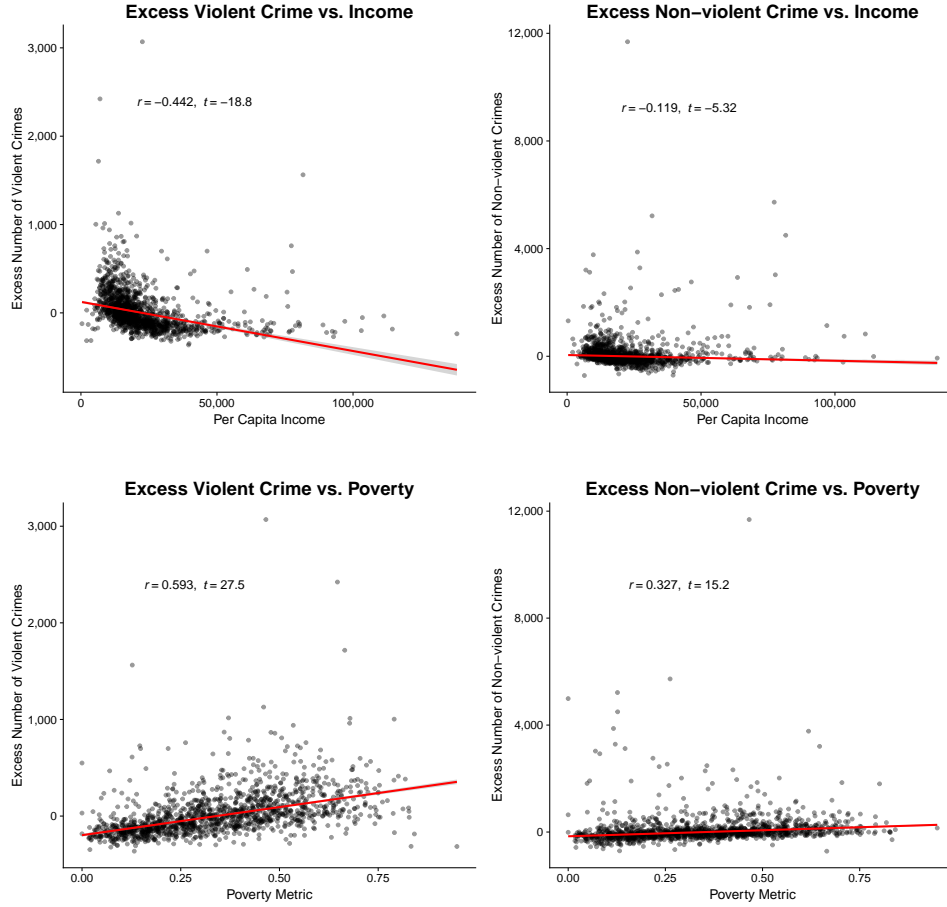 Excess Violent Crime vs. Income
3,000
2,000
1,000
0
r = −0.442, t = −18.8
0
50,000
100,000
Per Capita Income
Excess Number of Violent Crimes
Excess Non−violent Crime vs. Income
12,000
8,000
4,000
0
r = −0.119, t = −5.32
0
50,000
100,000
Per Capita Income
Excess Number of Non−violent Crimes
Excess Violent Crime vs. Poverty
3,000
2,000
1,000
0
r = 0.593, t = 27.5
0.00
0.25
0.50
0.75
Poverty Metric
Excess Number of Violent Crimes
Excess Non−violent Crime vs. Poverty
12,000
8,000
4,000
0
r = 0.327, t = 15.2
0.00
0.25
0.50
0.75
Poverty Metric
Excess Number of Non−violent Crimes